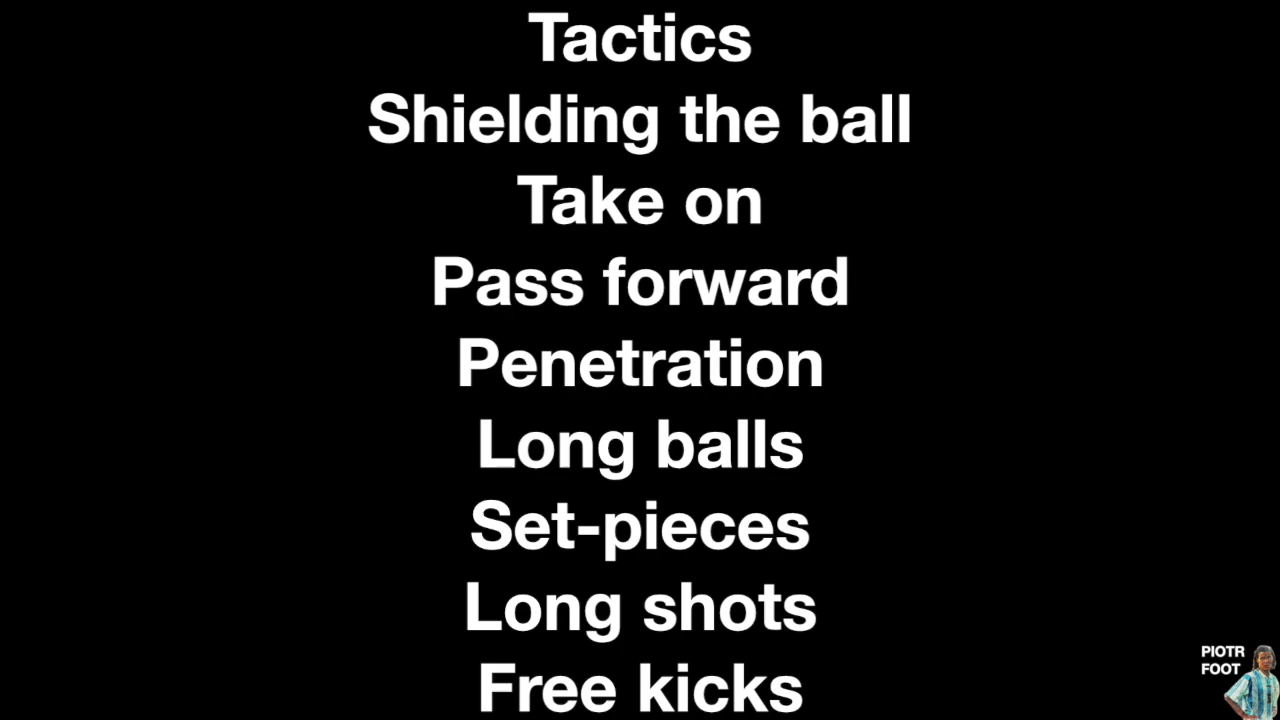 Tactics
Shielding the ball
Take on
Pass forward
Penetration
Long balls
Set-pieces
Long shots
Free kicks
PIOTR
FOOT